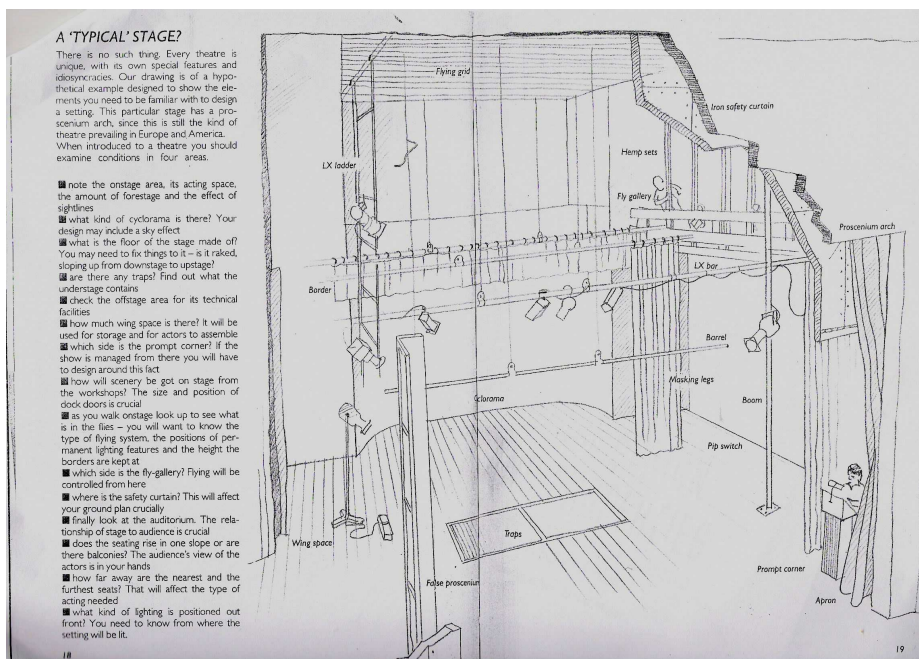 A ‘TYPICAL’ STAGE?
There is no such thing. Every theatre is
unique, with its own special features and
idiosyncracies. Our drawing is of a hypo-
thetical example designed to show the ele-
ments you need to be familiar with to design
a setting. This particular stage has a pro-
scenium arch, since this is still the kind of
theatre prevailing in Europe and America.
When introduced to a theatre you should
examine conditions in four areas.
■ note the onstage area, its acting space,
the amount of forestage and the effect of
sightlines
■ what kind of cyclorama is there? Your
design may include a sky effect
■ what is the floor of the stage made of?
You may need to fix things to it – is it raked,
sloping up from downstage to upstage?
■ are there any traps? Find out what the
understage contains
■ check the offstage area for its technical
facilities
■ how much wing space is there? It will be
used for storage and for actors to assemble
■ which side is the prompt corner? If the
show is managed from there you will have
to design around this fact
■ how will scenery be got on stage from
the workshops? The size and position of
dock doors is crucial
■ as you walk onstage look up to see what
is in the flies – you will want to know the
type of flying system, the positions of per-
manent lighting features and the height the
borders are kept at
■ which side is the fly-gallery? Flying will be
controlled from here
■ where is the safety curtain? This will affect
your ground plan crucially
■ finally look at the auditorium. The rela-
tionship of stage to audience is crucial
■ does the seating rise in one slope or are
there balconies? The audience's view of the
actors is in your hands
■ how far away are the nearest and the
furthest seats? That will affect the type of
acting needed
■ what kind of lighting is positioned out
front? You need to know from where the
setting will be lit.
18
Flying grid
Iron safety curtain
Hemp sets
LX ladder
Fly gallery
Proscenium arch
LX bar
Border
Barrel
Masking legs
clorama
Boom
Pip switch
Traps
Wing space
False proscenium
Prompt corner
Apron
19